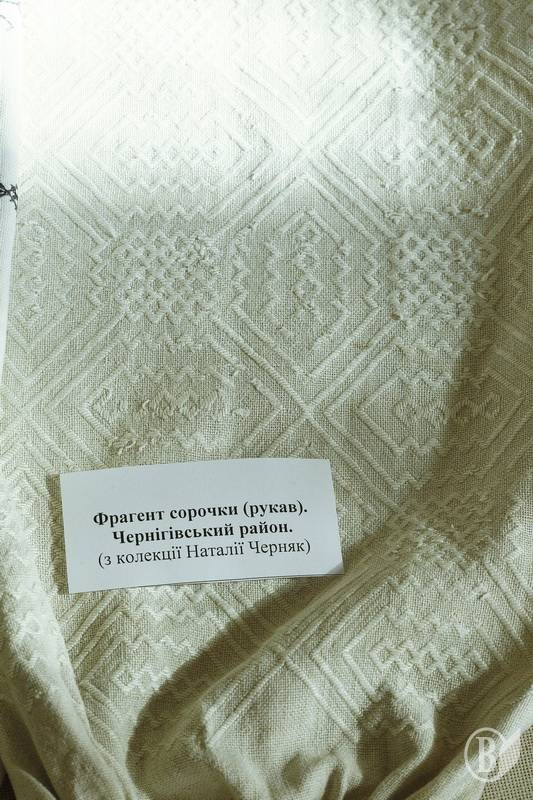 Фрагент сорочки (рукав).
Чернігівський район.
(з колекції Наталії Черняк)
В